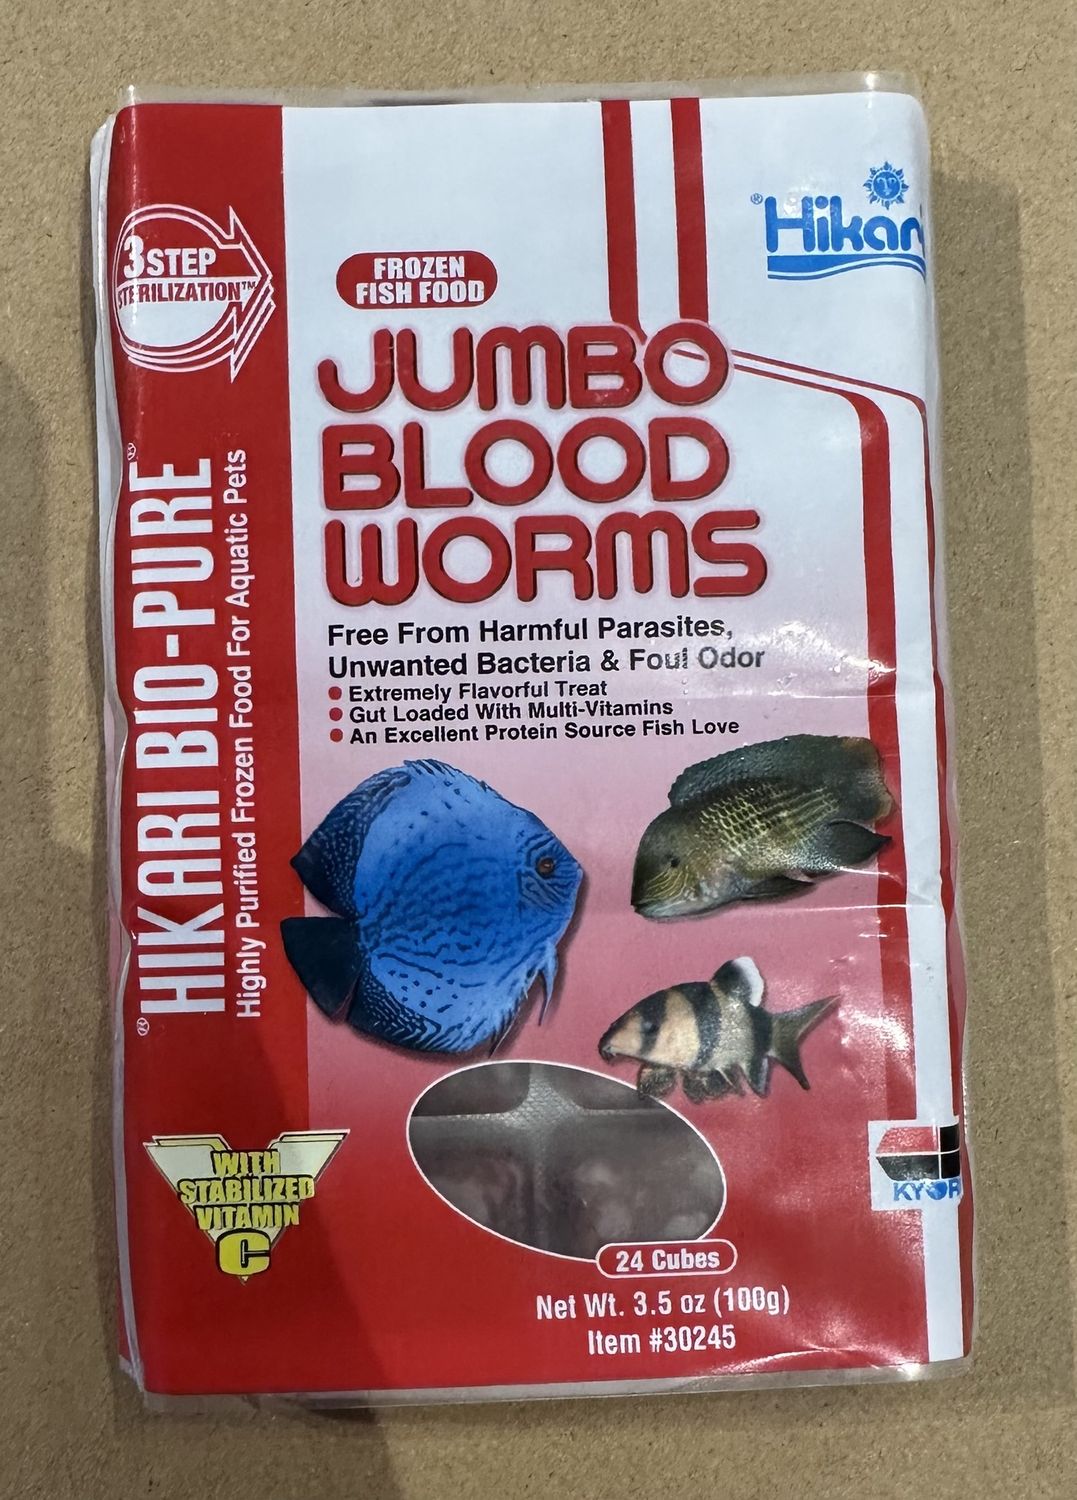 3 STEP
STERILIZATION™
FROZEN
FISH FOOD
® Hikari
JUMBO
BLOOD
WORMS
Free From Harmful Parasites,
Unwanted Bacteria & Foul Odor
• Extremely Flavorful Treat
• Gut Loaded With Multi-Vitamins
• An Excellent Protein Source Fish Love
®HIKARI BIO-PURE®
Highly Purified Frozen Food For Aquatic Pets
WITH
STABILIZED
VITAMIN
C
24 Cubes
Net Wt. 3.5 oz (100g)
Item #30245